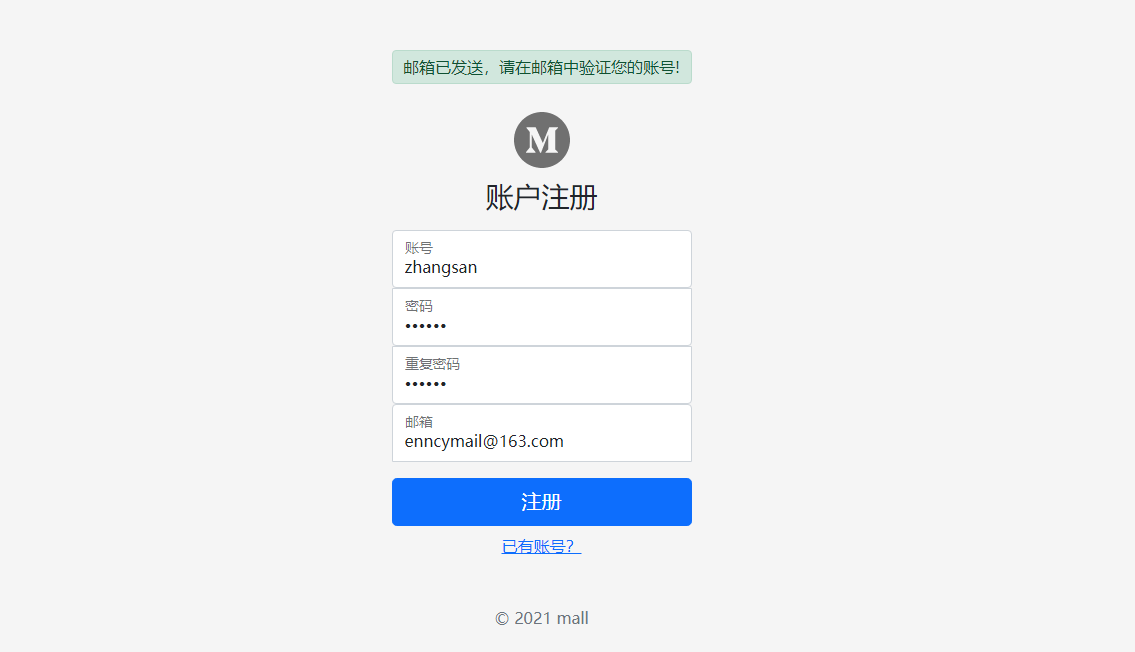 邮箱已发送，请在邮箱中验证您的账号!
M
账户注册
账号
zhangsan
密码
••••••
重复密码
••••••
邮箱
enncymail@163.com
注册
已有账号？
© 2021 mall